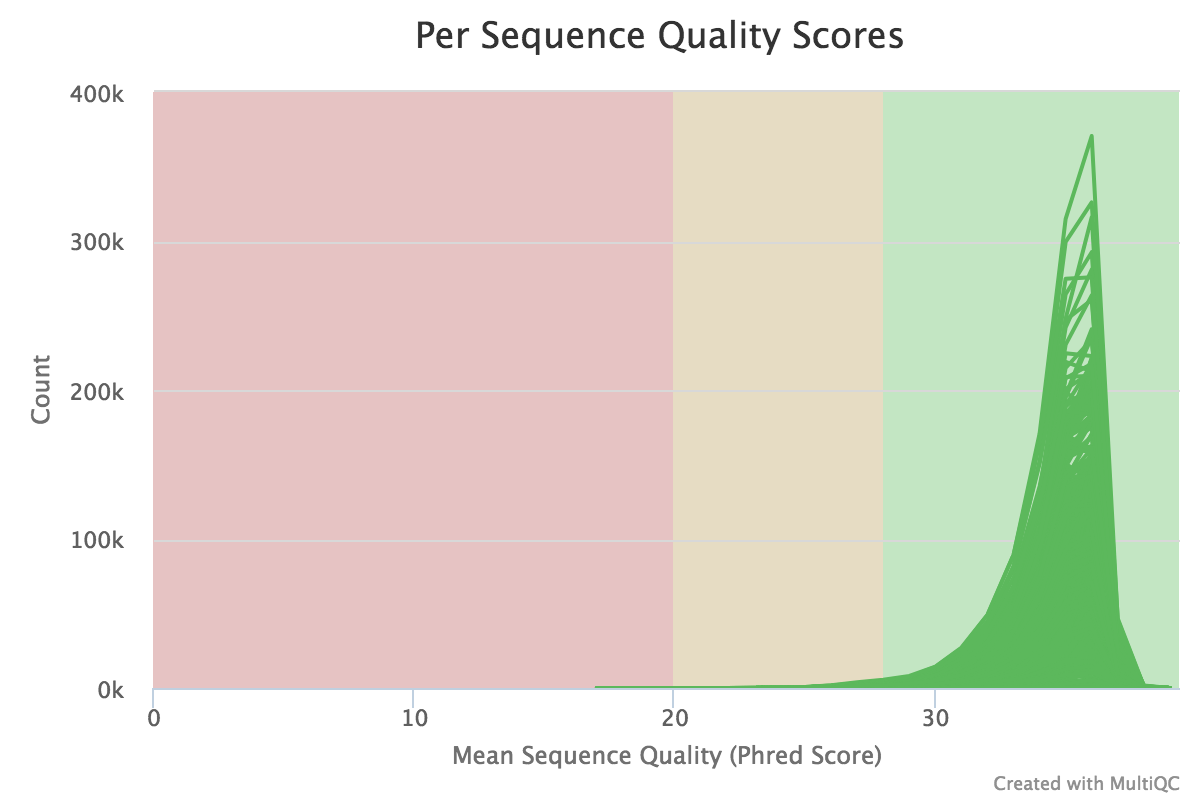 Per Sequence Quality Scores
400k
300k
200k
100k
0k
Count
0
10
20
30
Mean Sequence Quality (Phred Score)
Created with MultiQC